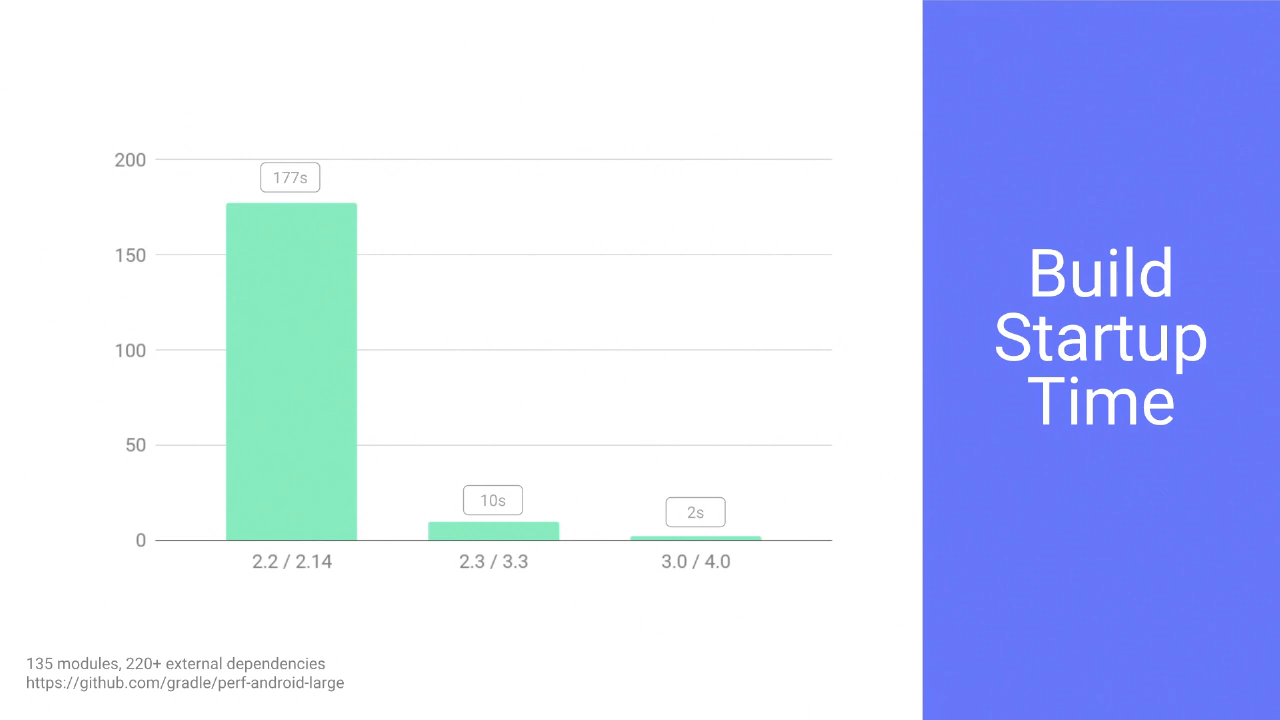 200
177s
150
100
50
10s
2s
0
2.2 / 2.14
2.3 / 3.3
3.0 / 4.0
135 modules, 220+ external dependencies
https://github.com/gradle/perf-android-large
Build
Startup
Time